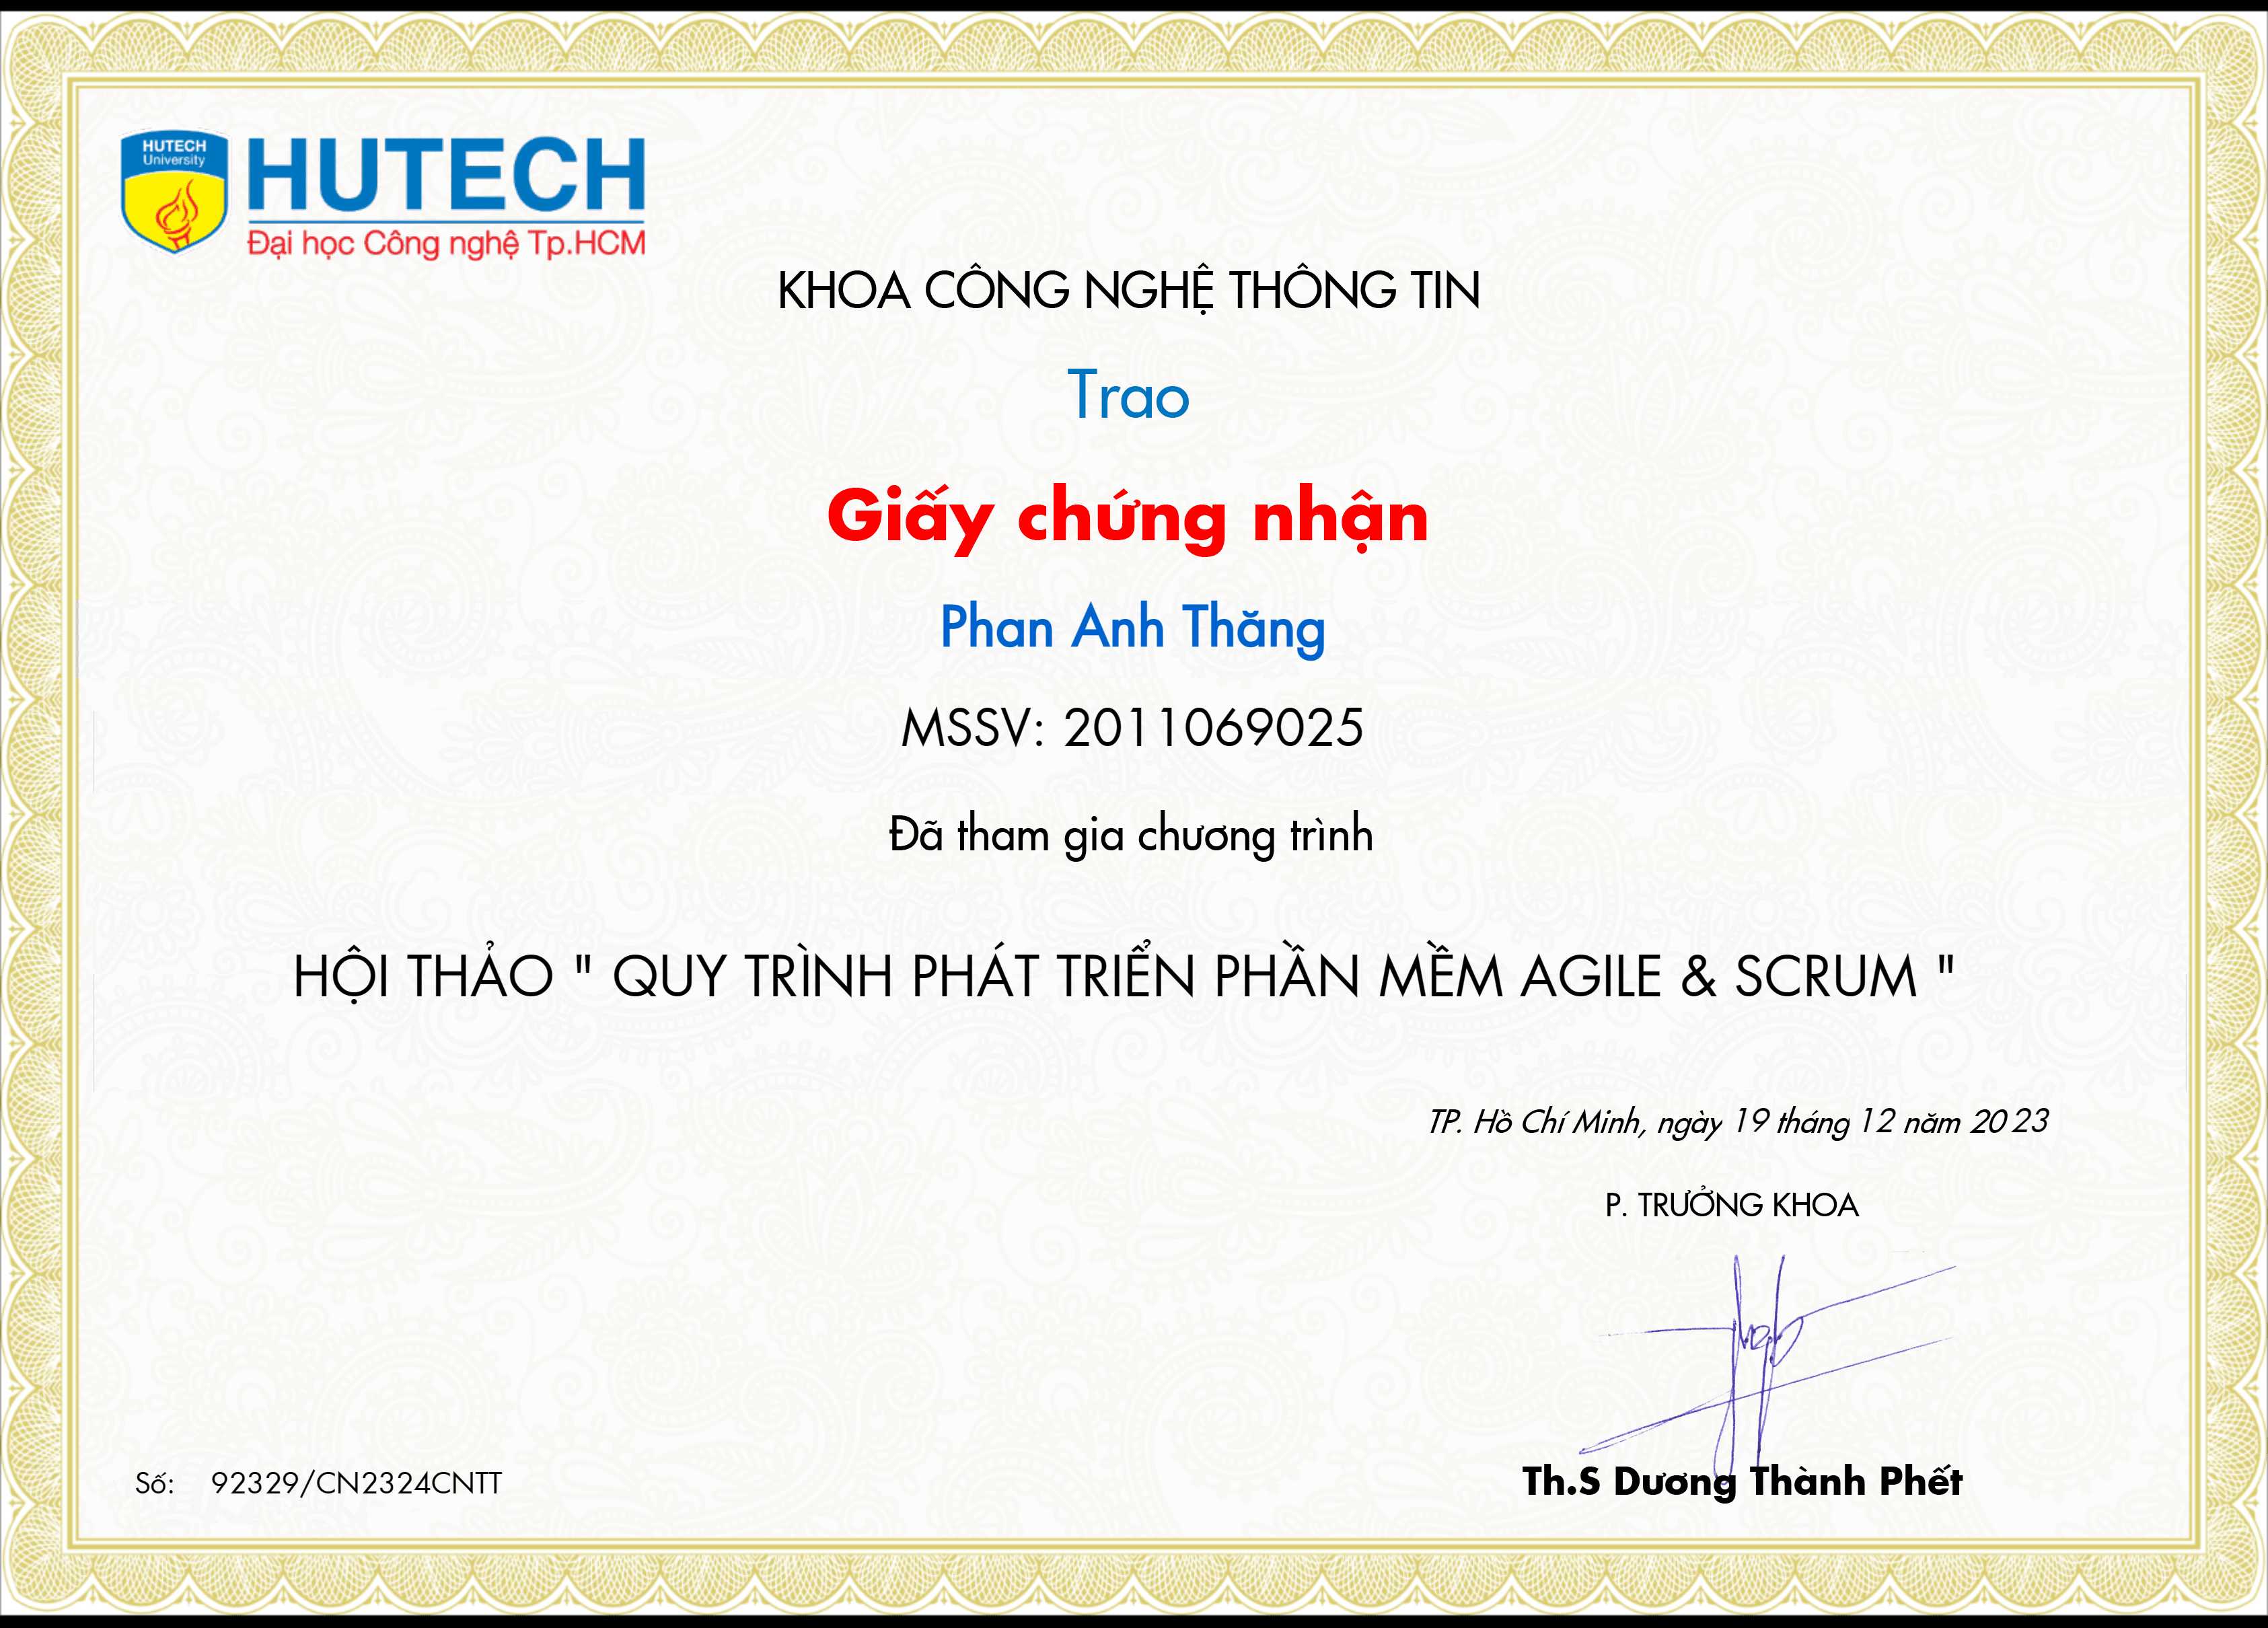 HUTECH
University
HUTECH
Đại học Công nghệ Tp.HCM
KHOA CÔNG NGHỆ THÔNG TIN
Trao
Giấy chứng nhận
Phan Anh Thăng
MSSV: 2011069025
Đã tham gia chương trình
HỘI THẢO " QUY TRÌNH PHÁT TRIỂN PHẦN MỀM AGILE & SCRUM "
TP. Hồ Chí Minh, ngày 19 tháng 12 năm 2023
P. TRƯỞNG KHOA
Th.S Dương Thành Phết
Số: 92329/CN2324CNTT